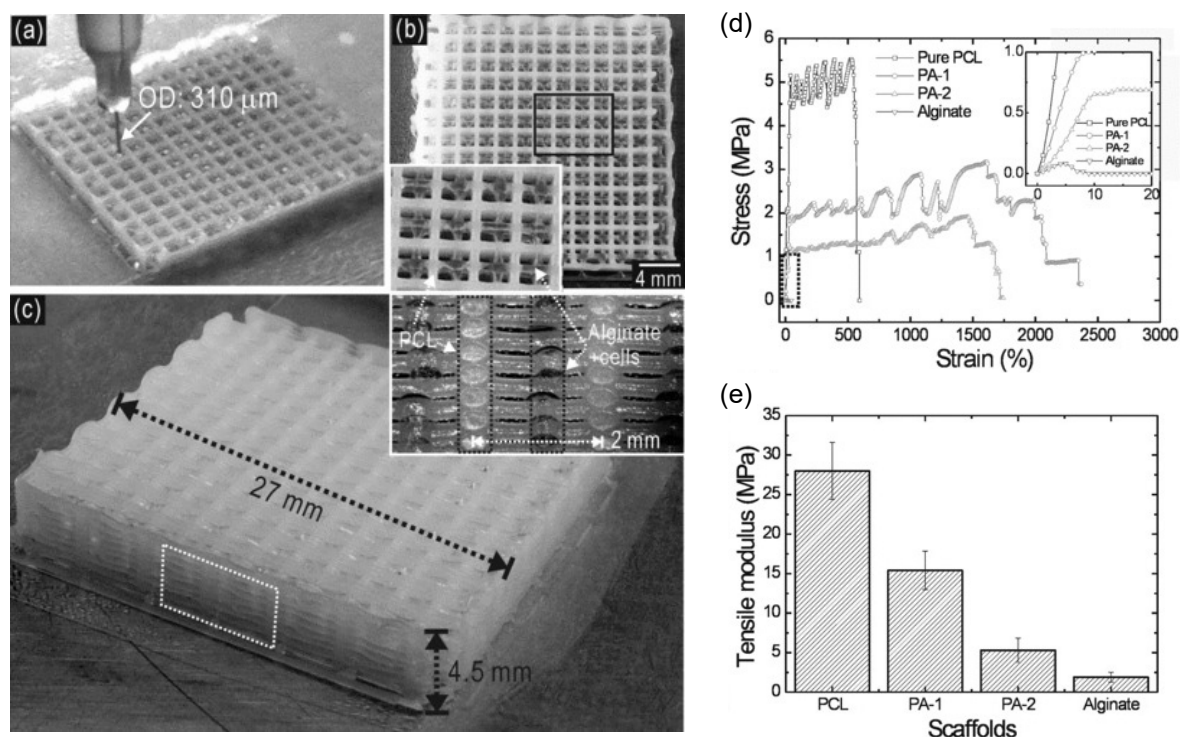 (a)
OD: 310 μm
(b)
4 mm
(c)
PCL
Alginate
+cells
2 mm
27 mm
4.5 mm
(d)
Stress (MPa)
6
5
4
3
2
1
0
Pure PCL
PA-1
PA-2
Alginate
1.0
0.5
0.0
Pure PCL
PA-1
PA-2
Alginate
0 10 20
0 500 1000 1500 2000 2500 3000
Strain (%)
(e)
Tensile modulus (MPa)
35
30
25
20
15
10
5
0
PCL PA-1 PA-2 Alginate
Scaffolds